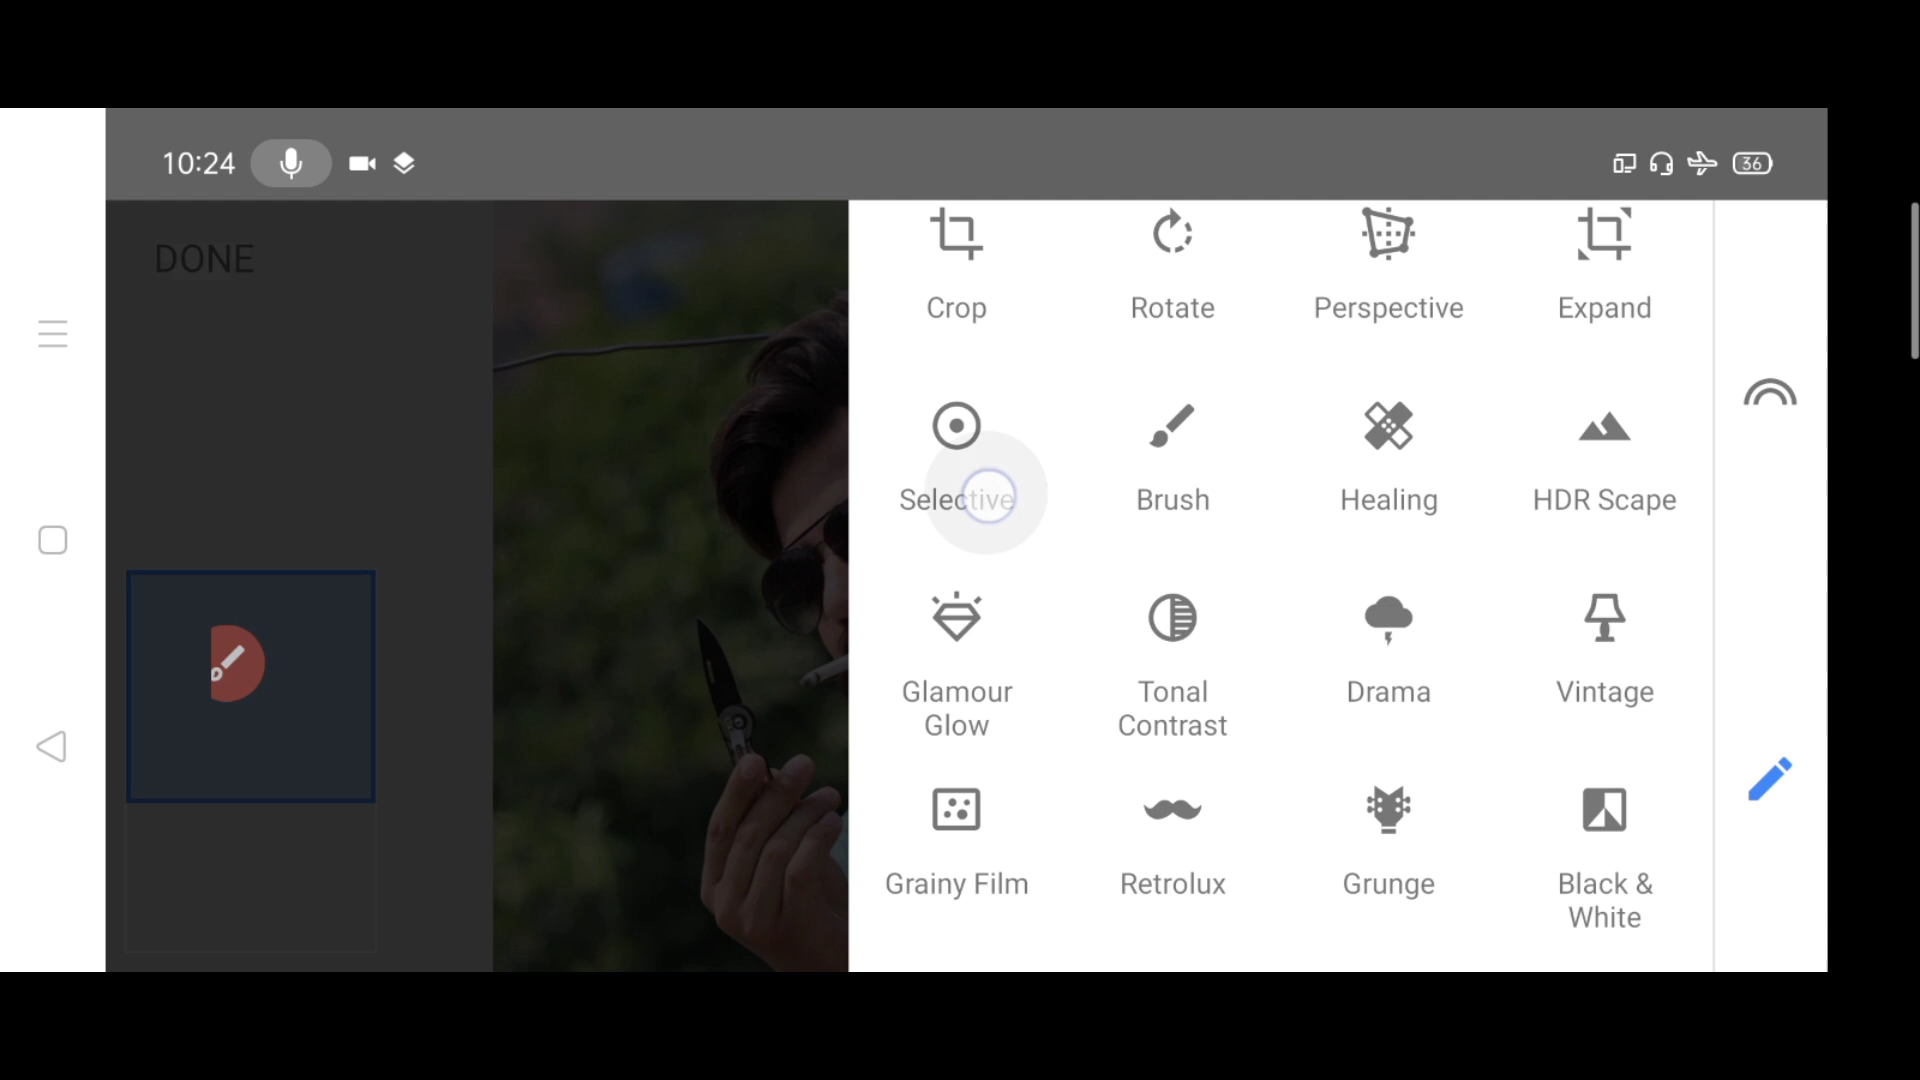 10:24
36
DONE
Crop
Rotate
Perspective
Expand
Selective
Brush
Healing
HDR Scape
Glamour
Glow
Tonal
Contrast
Drama
Vintage
Grainy Film
Retrolux
Grunge
Black &
White